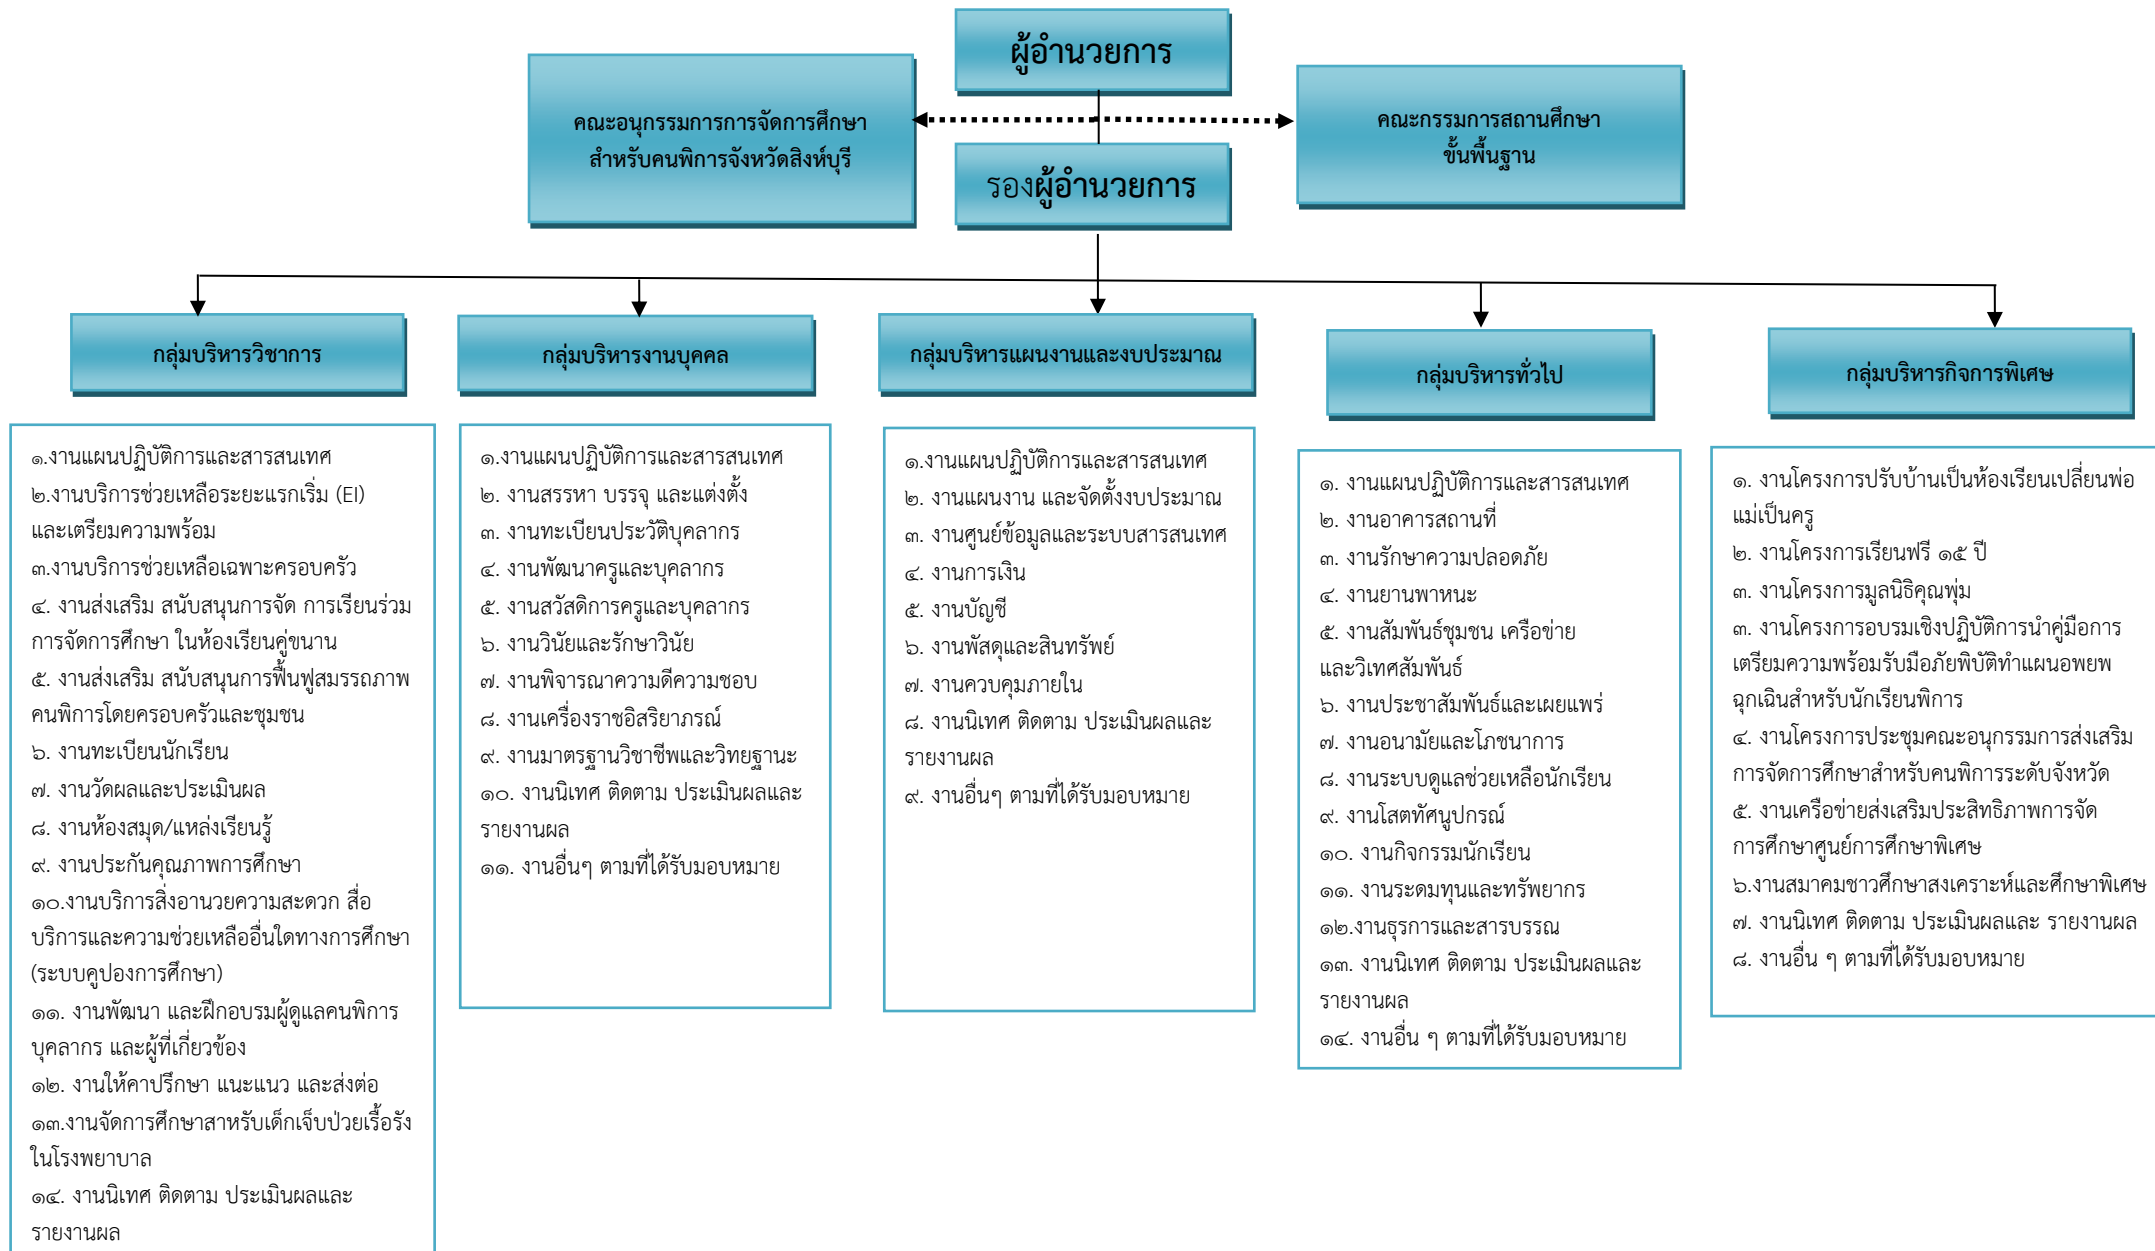 ผู้อำนวยการ
คณะอนุกรรมการการจัดการศึกษา
สำหรับคนพิการจังหวัดสิงห์บุรี
คณะกรรมการสถานศึกษา
ขั้นพื้นฐาน
รองผู้อำนวยการ
กลุ่มบริหารวิชาการ
๑.งานแผนปฏิบัติการและสารสนเทศ
๒.งานบริการช่วยเหลือระยะแรกเริ่ม (EI)
และเตรียมความพร้อม
๓.งานบริการช่วยเหลือเฉพาะครอบครัว
๔. งานส่งเสริม สนับสนุนการจัด การเรียนร่วม
การจัดการศึกษา ในห้องเรียนคู่ขนาน
๕. งานส่งเสริม สนับสนุนการฟื้นฟูสมรรถภาพ
คนพิการโดยครอบครัวและชุมชน
๖. งานทะเบียนนักเรียน
๗. งานวัดผลและประเมินผล
๘. งานห้องสมุด/แหล่งเรียนรู้
๙. งานประกันคุณภาพการศึกษา
๑๐.งานบริการสิ่งอานวยความสะดวก สื่อ
บริการและความช่วยเหลืออื่นใดทางการศึกษา
(ระบบคูปองการศึกษา)
๑๑. งานพัฒนา และฝึกอบรมผู้ดูแลคนพิการ
บุคลากร และผู้ที่เกี่ยวข้อง
๑๒. งานให้คาปรึกษา แนะแนว และส่งต่อ
๑๓.งานจัดการศึกษาสาหรับเด็กเจ็บป่วยเรื้อรัง
ในโรงพยาบาล
๑๔. งานนิเทศ ติดตาม ประเมินผลและ
รายงานผล
กลุ่มบริหารงานบุคคล
๑.งานแผนปฏิบัติการและสารสนเทศ
๒. งานสรรหา บรรจุ และแต่งตั้ง
๓. งานทะเบียนประวัติบุคลากร
๔. งานพัฒนาครูและบุคลากร
๕. งานสวัสดิการครูและบุคลากร
๖. งานวินัยและรักษาวินัย
๗. งานพิจารณาความดีความชอบ
๘. งานเครื่องราชอิสริยาภรณ์
๙. งานมาตรฐานวิชาชีพและวิทยฐานะ
๑๐. งานนิเทศ ติดตาม ประเมินผลและ
รายงานผล
๑๑. งานอื่นๆ ตามที่ได้รับมอบหมาย
กลุ่มบริหารแผนงานและงบประมาณ
๑.งานแผนปฏิบัติการและสารสนเทศ
๒. งานแผนงาน และจัดตั้งงบประมาณ
๓. งานศูนย์ข้อมูลและระบบสารสนเทศ
๔. งานการเงิน
๕. งานบัญชี
๖. งานพัสดุและสินทรัพย์
๗. งานควบคุมภายใน
๘. งานนิเทศ ติดตาม ประเมินผลและ
รายงานผล
๙. งานอื่นๆ ตามที่ได้รับมอบหมาย
กลุ่มบริหารทั่วไป
๑. งานแผนปฏิบัติการและสารสนเทศ
๒. งานอาคารสถานที่
๓. งานรักษาความปลอดภัย
๔. งานยานพาหนะ
๕. งานสัมพันธ์ชุมชน เครือข่าย
และวิเทศสัมพันธ์
๖. งานประชาสัมพันธ์และเผยแพร่
๗. งานอนามัยและโภชนาการ
๘. งานระบบดูแลช่วยเหลือนักเรียน
๙. งานโสตทัศนูปกรณ์
๑๐. งานกิจกรรมนักเรียน
๑๑. งานระดมทุนและทรัพยากร
๑๒.งานธุรการและสารบรรณ
๑๓. งานนิเทศ ติดตาม ประเมินผลและ
รายงานผล
๑๔. งานอื่น ๆ ตามที่ได้รับมอบหมาย
กลุ่มบริหารกิจการพิเศษ
๑. งานโครงการปรับบ้านเป็นห้องเรียนเปลี่ยนพ่อ
แม่เป็นครู
๒. งานโครงการเรียนฟรี ๑๕ ปี
๓. งานโครงการมูลนิธิคุณพุ่ม
๓. งานโครงการอบรมเชิงปฏิบัติการนำคู่มือการ
เตรียมความพร้อมรับมือภัยพิบัติทำแผนอพยพ
ฉุกเฉินสำหรับนักเรียนพิการ
๔. งานโครงการประชุมคณะอนุกรรมการส่งเสริม
การจัดการศึกษาสำหรับคนพิการระดับจังหวัด
๕. งานเครือข่ายส่งเสริมประสิทธิภาพการจัด
การศึกษาศูนย์การศึกษาพิเศษ
๖.งานสมาคมชาวศึกษาสงเคราะห์และศึกษาพิเศษ
๗. งานนิเทศ ติดตาม ประเมินผลและ รายงานผล
๘. งานอื่น ๆ ตามที่ได้รับมอบหมาย